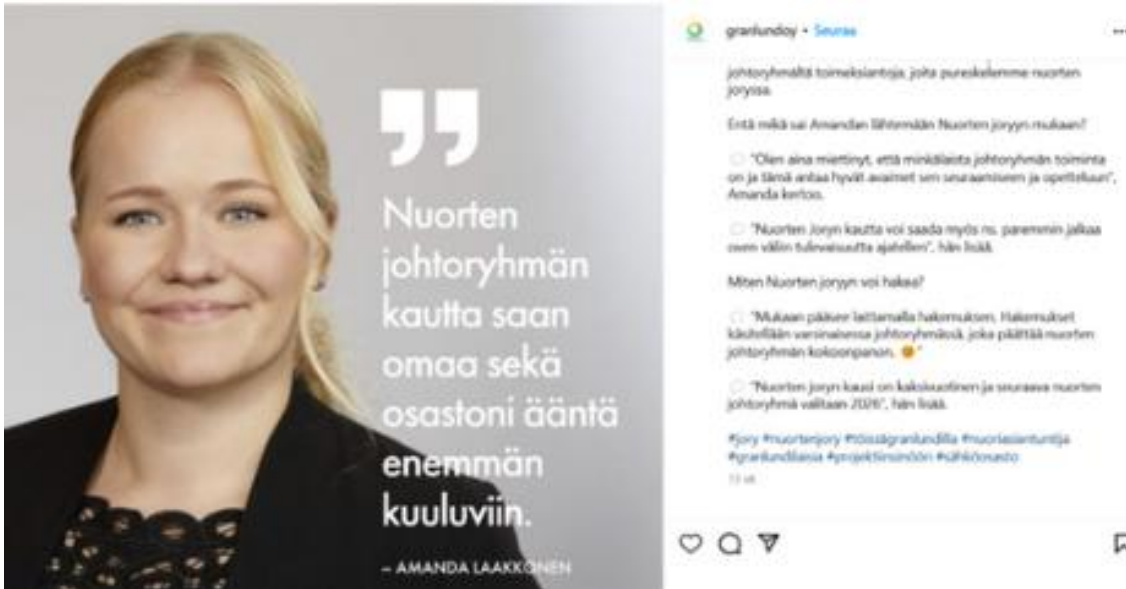 Nuorten
johtoryhmän
kautta saan
omaa sekä
osastoni ääntä
enemmän
kuuluviin.
– AMANDA LAAKKONEN
granlundoy • Seuraa
johtoryhmältä toimeksiantoja, joita pureskelemme nuorten
joryssa.
Entä mikä sai Amandan lähtemään Nuorten joryyn mukaan?
"Olen aina miettinyt, että minkälaista johtoryhmän toiminta
on ja tämä antaa hyvät avaimet sen seuraamiseen ja opetteluun",
Amanda kertoo.
"Nuorten Joryn kautta voi saada myös ns. paremmin jalkaa
oven väliin tulevaisuutta ajatellen", hän lisää.
Miten Nuorten joryyn voi hakea?
"Mukaan pääsee laittamalla hakemuksen. Hakemukset
käsitellään varsinaisessa johtoryhmässä, joka päättää nuorten
johtoryhmän kokoonpanon. "
"Nuorten joryn kausi on kaksivuotinen ja seuraava nuorten
johtoryhmä valitaan 2026", hän lisää.
#jory #nuortenjory #töissägranlundilla #nuoriasiantuntija
#granlundilaisia #projektiinsinööri #sähköosasto